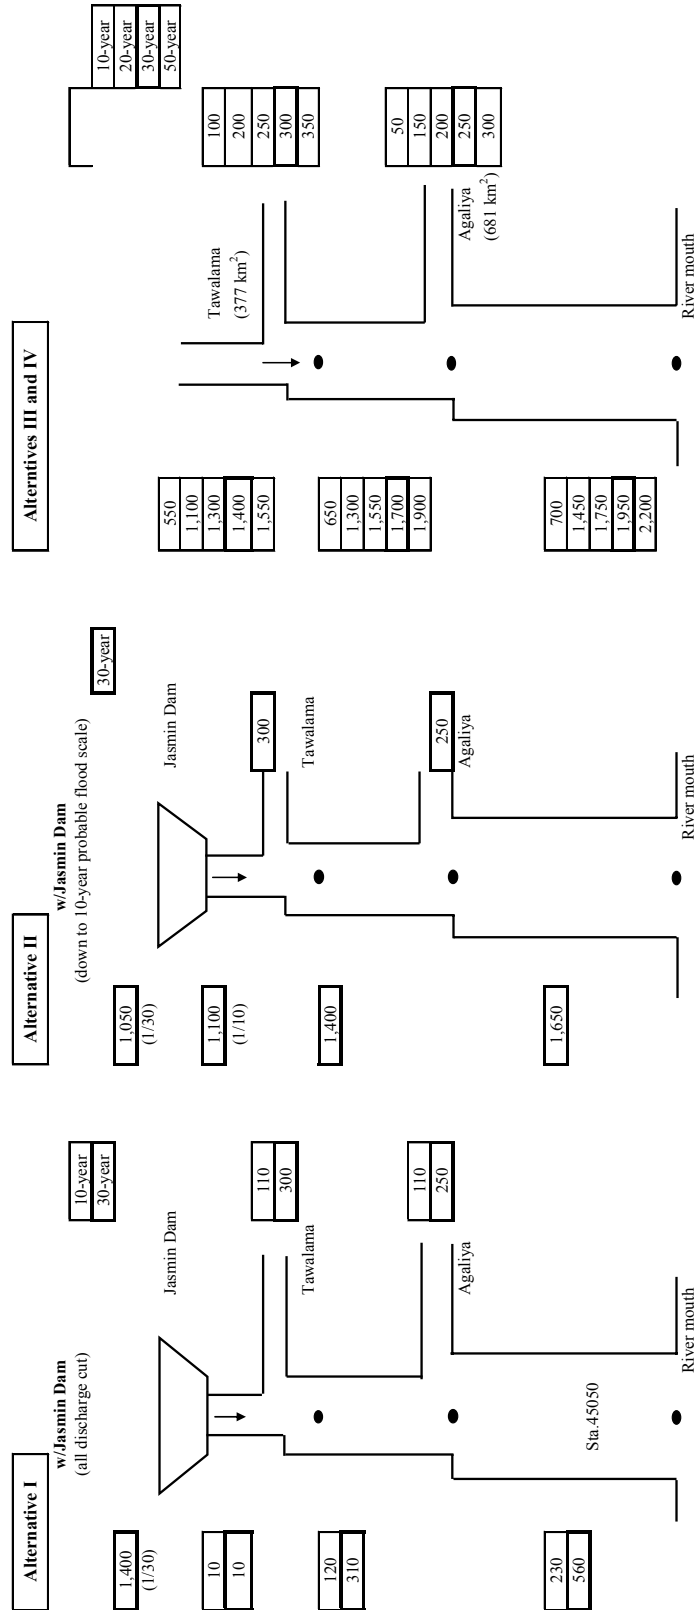 Alternative I
w/Jasmin Dam
(all discharge cut)
10-year
30-year
1,400
(1/30)
Jasmin Dam
10
10
110
300
Tawalama
120
310
110
250
Agaliya
Sta.45050
230
560
River mouth
Alternative II
w/Jasmin Dam
(down to 10-year probable flood scale)
30-year
1,050
(1/30)
Jasmin Dam
1,100
(1/10)
300
Tawalama
1,400
250
Agaliya
1,650
River mouth
Alterntives III and IV
10-year
20-year
30-year
50-year
550
1,100
1,300
1,400
1,550
100
200
250
300
350
Tawalama
(377 km²)
650
1,300
1,550
1,700
1,900
50
150
200
250
300
Agaliya
(681 km²)
700
1,450
1,750
1,950
2,200
River mouth